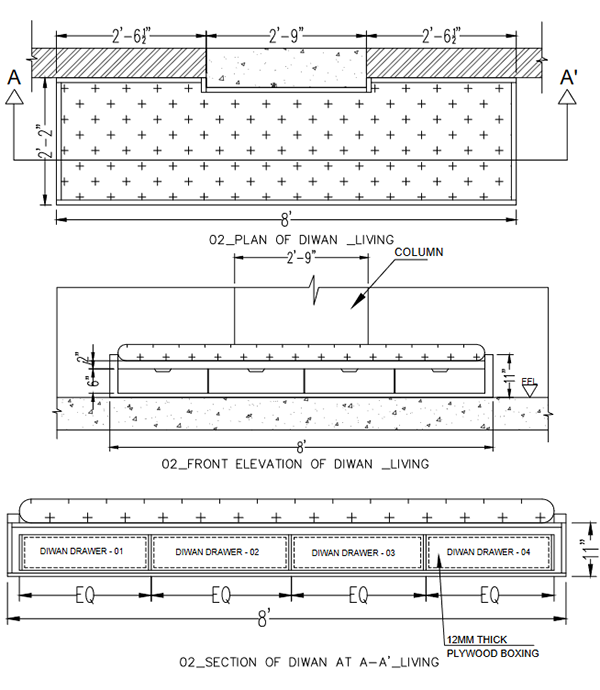 2'-6½" 2'-9" 2'-6½"
A A'
2'-2"
8'
02_PLAN OF DIWAN _LIVING
2'-9" COLUMN
2"
6" 11" FFL
8'
02_FRONT ELEVATION OF DIWAN _LIVING
DIWAN DRAWER - 01 DIWAN DRAWER - 02 DIWAN DRAWER - 03 DIWAN DRAWER - 04 11"
EQ EQ EQ EQ
8'
12MM THICK
PLYWOOD BOXING
02_SECTION OF DIWAN AT A-A'_LIVING